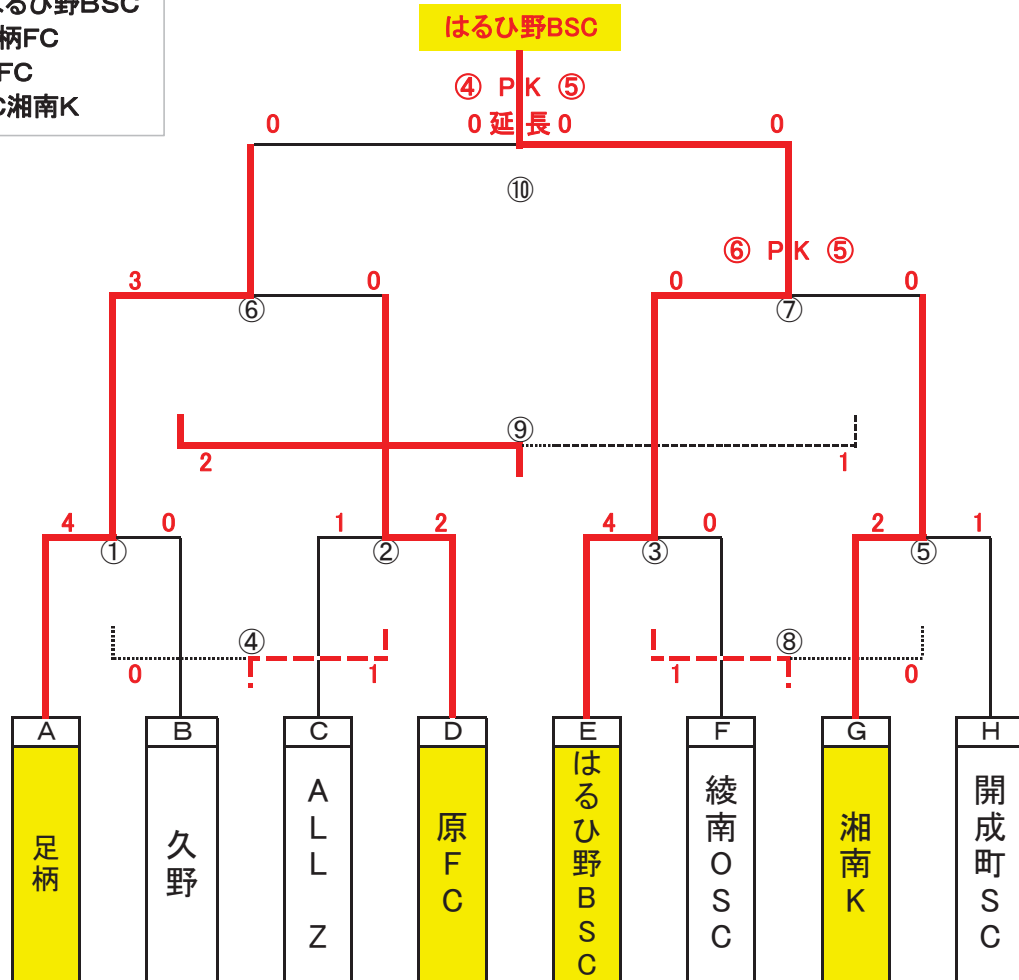 はるひ野BSC
柄FC
FC
C湘南K
はるひ野BSC
④ PK ⑤
0 0 延長 0 0
⑩
⑥ PK ⑤
3 0 0 0
⑥ ⑦
⑨
2 1
4 0 1 2 4 0 2 1
① ② ③ ⑤
④ ⑧
0 1 1 0
A B C D E F G H
足柄
久野
ALL Z
原FC
はるひ野BSC
綾南OSC
湘南K
開成町SC